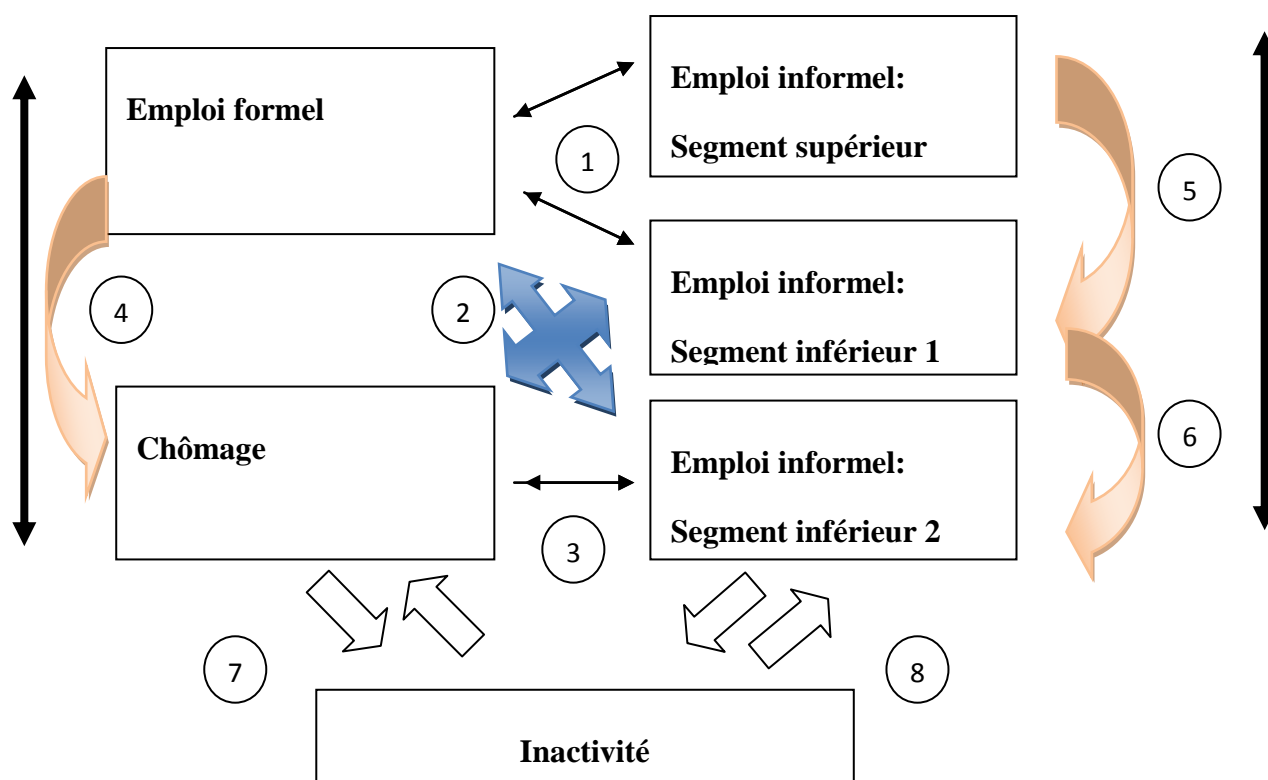 Emploi formel
Emploi informel:
Segment supérieur
1
5
Emploi informel:
Segment inférieur 1
4
2
Chômage
Emploi informel:
Segment inférieur 2
6
3
7
8
Inactivité